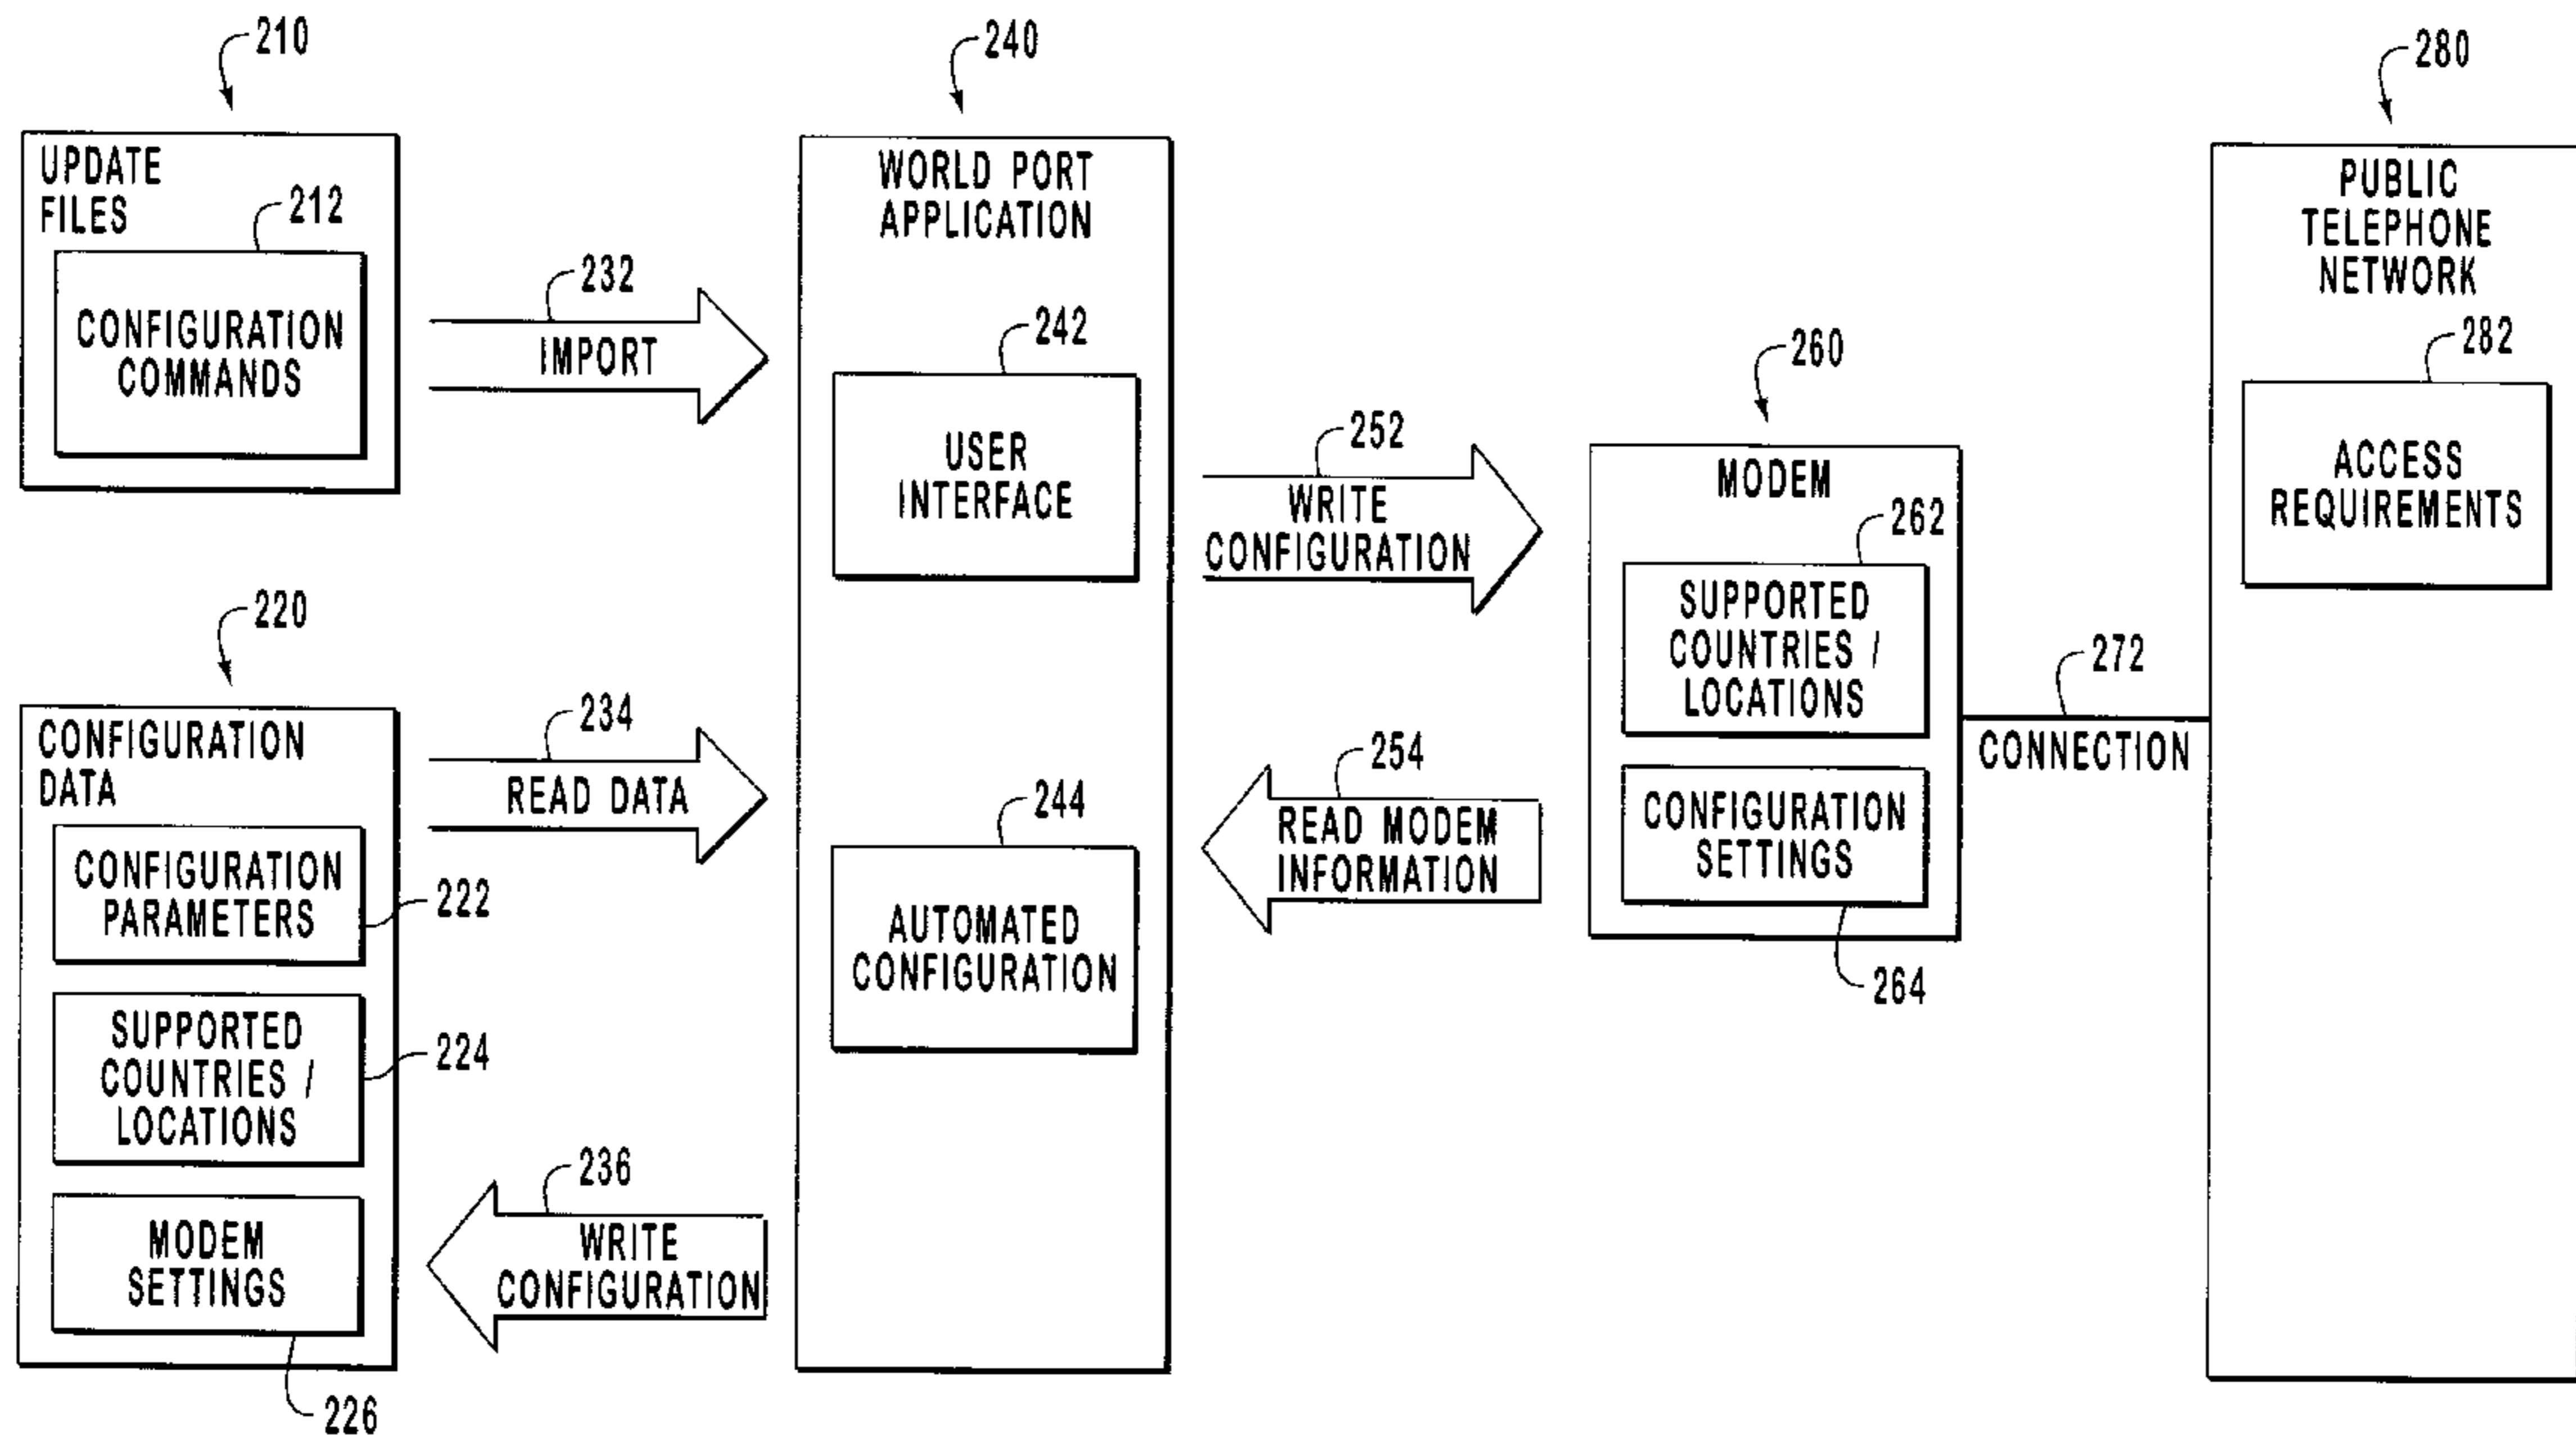 210
UPDATE
FILES
212
CONFIGURATION
COMMANDS
220
CONFIGURATION
DATA
CONFIGURATION
PARAMETERS
222
SUPPORTED
COUNTRIES /
LOCATIONS
224
MODEM
SETTINGS
226
232
IMPORT
234
READ DATA
236
WRITE
CONFIGURATION
240
WORLD PORT
APPLICATION
242
USER
INTERFACE
244
AUTOMATED
CONFIGURATION
252
WRITE
CONFIGURATION
254
READ MODEM
INFORMATION
260
MODEM
262
SUPPORTED
COUNTRIES /
LOCATIONS
CONFIGURATION
SETTINGS
264
272
CONNECTION
280
PUBLIC
TELEPHONE
NETWORK
282
ACCESS
REQUIREMENTS